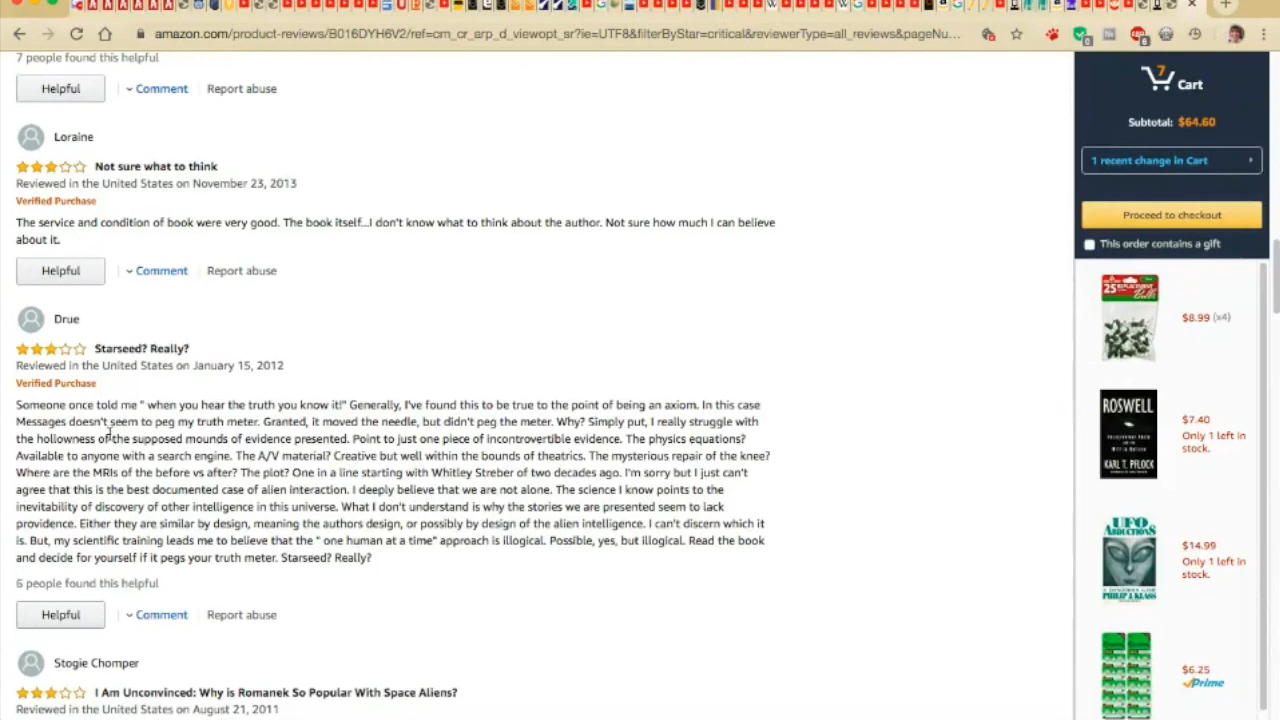 amazon.com/product-reviews/B016DYH6V2/ref=cm_cr_arp_d_viewopt_sr?ie=UTF8&filterByStar=critical&reviewerType=all_reviews&pageNu...
7 people found this helpful
Helpful
Comment
Report abuse
Loraine
Not sure what to think
Reviewed in the United States on November 23, 2013
Verified Purchase
The service and condition of book were very good. The book itself...I don't know what to think about the author. Not sure how much I can believe
about it.
Helpful
Comment
Report abuse
Drue
Starseed? Really?
Reviewed in the United States on January 15, 2012
Verified Purchase
Someone once told me " when you hear the truth you know it!" Generally, I've found this to be true to the point of being an axiom. In this case
Messages doesn't seem to peg my truth meter. Granted, it moved the needle, but didn't peg the meter. Why? Simply put, I really struggle with
the hollowness of the supposed mounds of evidence presented. Point to just one piece of incontrovertible evidence. The physics equations?
Available to anyone with a search engine. The A/V material? Creative but well within the bounds of theatrics. The mysterious repair of the knee?
Where are the MRIs of the before vs after? The plot? One in a line starting with Whitley Streber of two decades ago. I'm sorry but I just can't
agree that this is the best documented case of alien interaction. I deeply believe that we are not alone. The science I know points to the
inevitability of discovery of other intelligence in this universe. What I don't understand is why the stories we are presented seem to lack
providence. Either they are similar by design, meaning the authors design, or possibly by design of the alien intelligence. I can't discern which it
is. But, my scientific training leads me to believe that the " one human at a time" approach is illogical. Possible, yes, but illogical. Read the book
and decide for yourself if it pegs your truth meter. Starseed? Really?
6 people found this helpful
Helpful
Comment
Report abuse
Stogie Chomper
I Am Unconvinced: Why is Romanek So Popular With Space Aliens?
Reviewed in the United States on August 21, 2011
7
Cart
Subtotal: $64.60
1 recent change in Cart
Proceed to checkout
This order contains a gift
25 REPLACEMENT
Bulbs
$8.99 (x4)
ROSWELL
KARL T. PFLOCK
$7.40
Only 1 left in
stock.
UFO
ABDUCTIONS
A DANGEROUS GAME
PHILIP J. KLASS
$14.99
Only 1 left in
stock.
$6.25
Prime